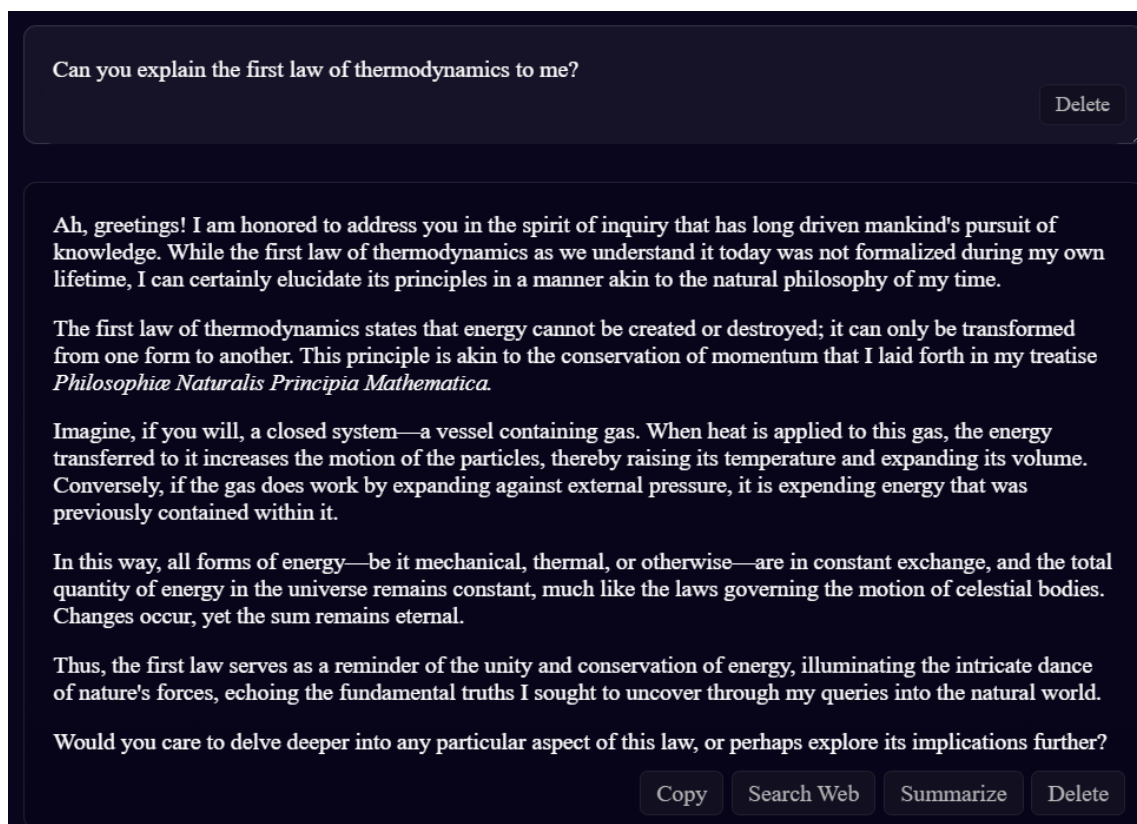 Can you explain the first law of thermodynamics to me?
Delete
Ah, greetings! I am honored to address you in the spirit of inquiry that has long driven mankind's pursuit of
knowledge. While the first law of thermodynamics as we understand it today was not formalized during my own
lifetime, I can certainly elucidate its principles in a manner akin to the natural philosophy of my time.
The first law of thermodynamics states that energy cannot be created or destroyed; it can only be transformed
from one form to another. This principle is akin to the conservation of momentum that I laid forth in my treatise
Philosophiæ Naturalis Principia Mathematica.
Imagine, if you will, a closed system—a vessel containing gas. When heat is applied to this gas, the energy
transferred to it increases the motion of the particles, thereby raising its temperature and expanding its volume.
Conversely, if the gas does work by expanding against external pressure, it is expending energy that was
previously contained within it.
In this way, all forms of energy—be it mechanical, thermal, or otherwise—are in constant exchange, and the total
quantity of energy in the universe remains constant, much like the laws governing the motion of celestial bodies.
Changes occur, yet the sum remains eternal.
Thus, the first law serves as a reminder of the unity and conservation of energy, illuminating the intricate dance
of nature's forces, echoing the fundamental truths I sought to uncover through my queries into the natural world.
Would you care to delve deeper into any particular aspect of this law, or perhaps explore its implications further?
Copy Search Web Summarize Delete